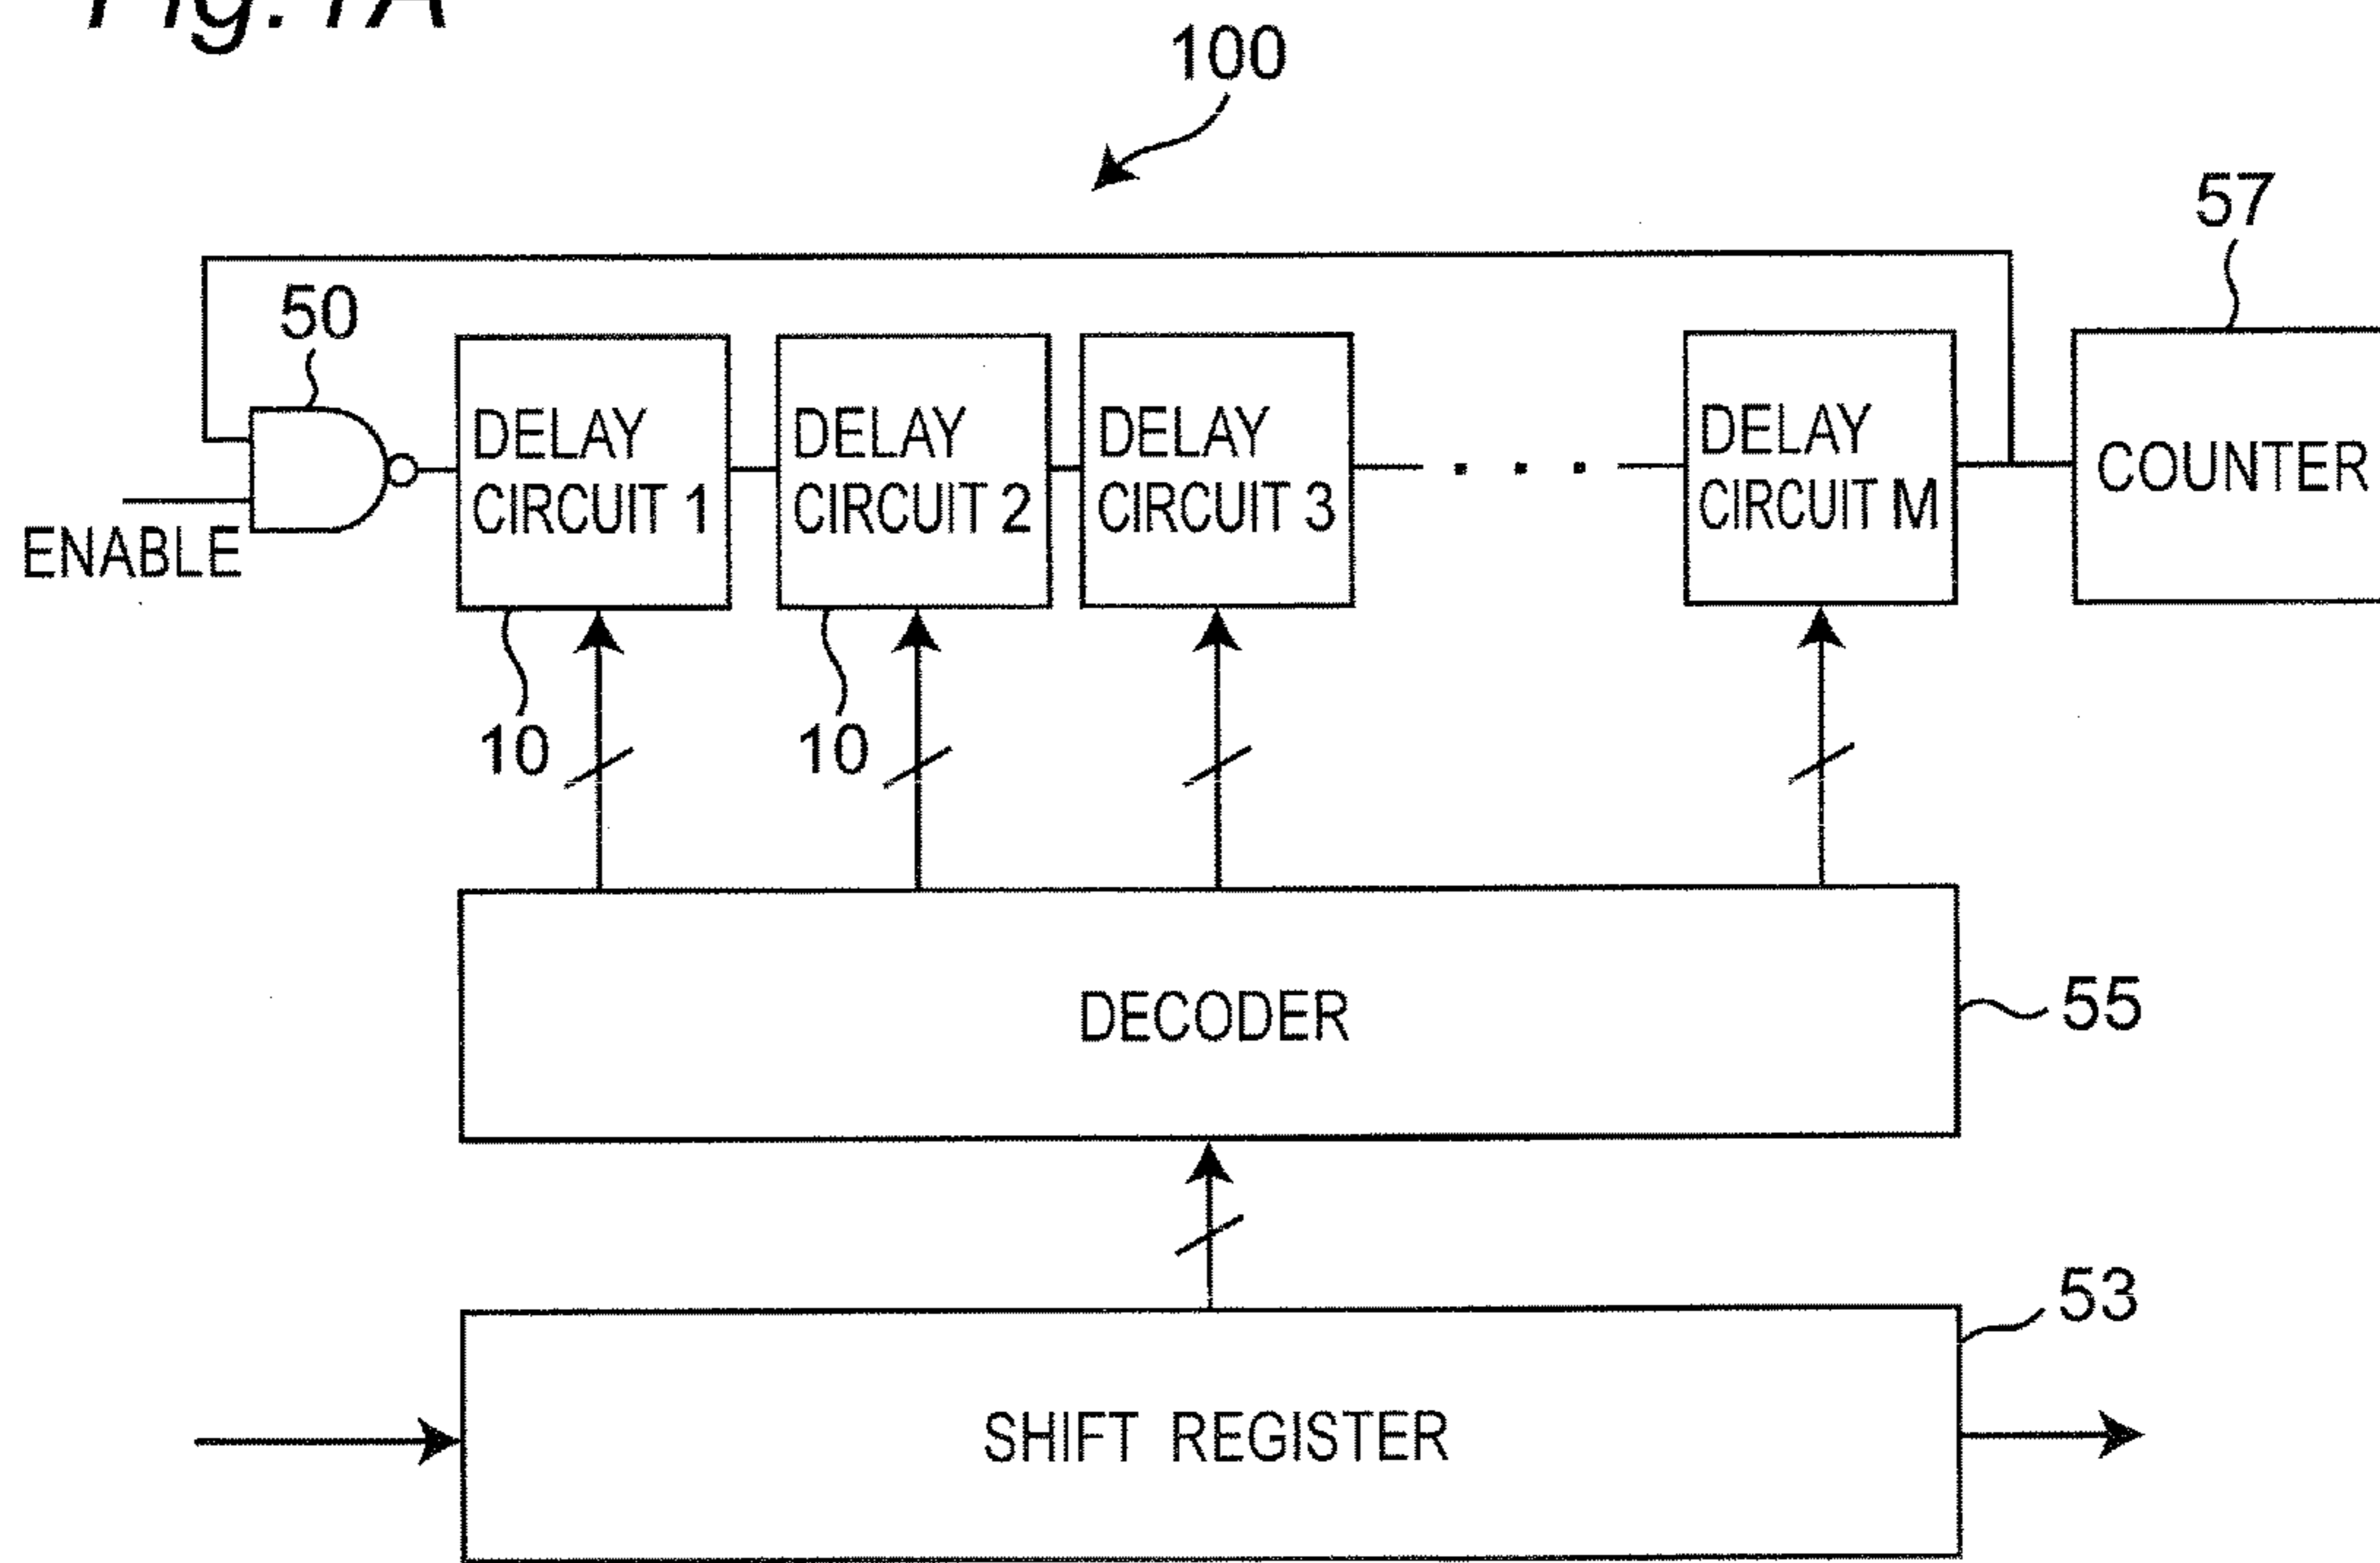 Fig.1A
100
57
50
DELAY
CIRCUIT 1
DELAY
CIRCUIT 2
DELAY
CIRCUIT 3
. . .
DELAY
CIRCUIT M
COUNTER
ENABLE
10
10
DECODER
55
53
SHIFT REGISTER